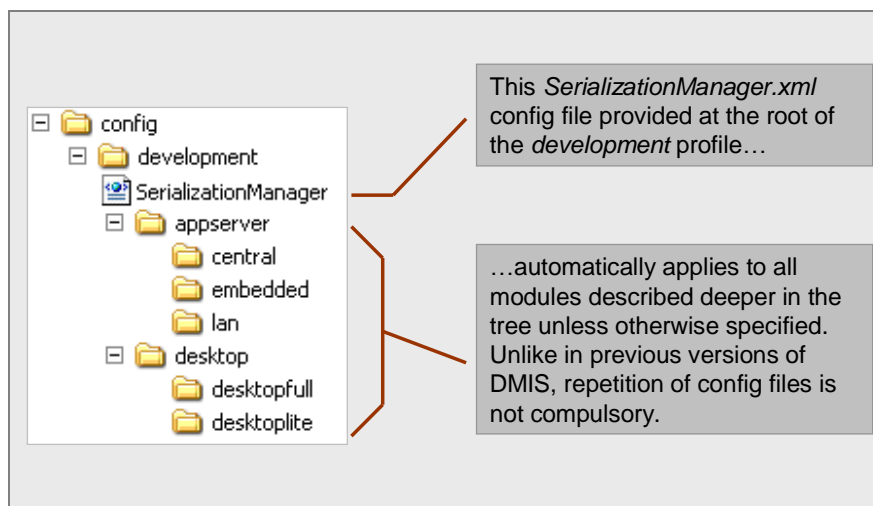 config
development
SerializationManager
appserver
central
embedded
lan
desktop
desktopfull
desktoplite
This SerializationManager.xml
config file provided at the root of
the development profile…
…automatically applies to all
modules described deeper in the
tree unless otherwise specified.
Unlike in previous versions of
DMIS, repetition of config files is
not compulsory.